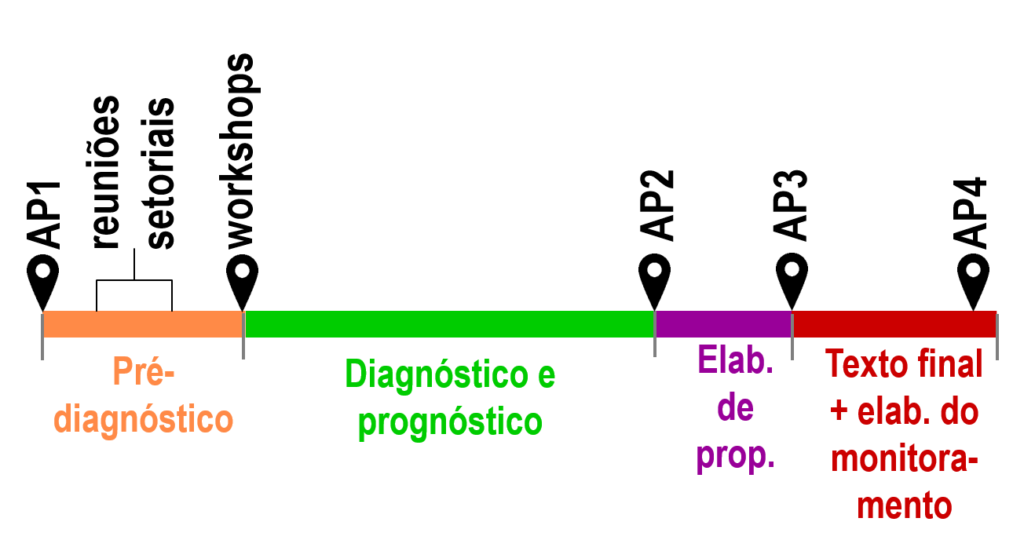 AP1
reuniões
setoriais
workshops
AP2
AP3
AP4
Pré-
diagnóstico
Diagnóstico e
prognóstico
Elab.
de
prop.
Texto final
+ elab. do
monitora-
mento